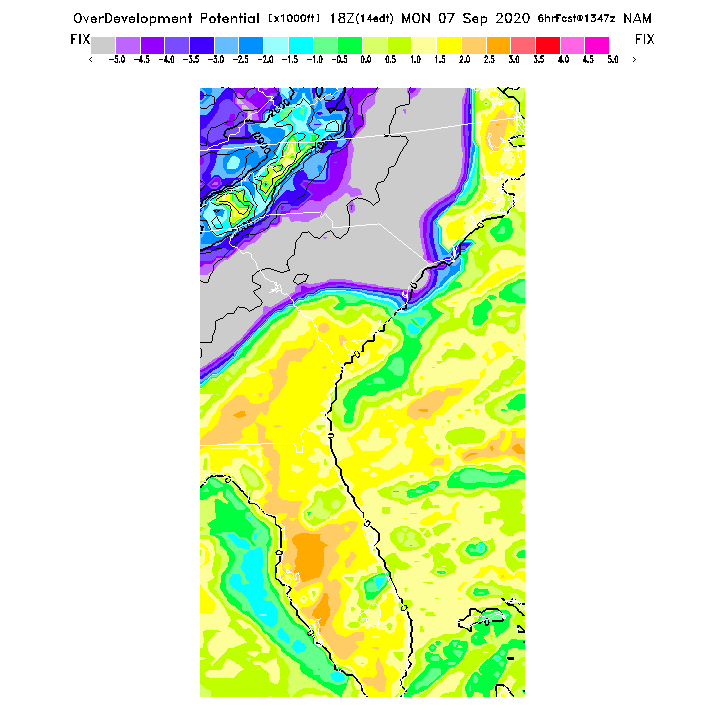 OverDevelopment Potential [x1000ft] 18Z(14edt) MON 07 Sep 2020 6hrFcst@1347z NAM
FIX FIX
< -5.0 -4.5 -4.0 -3.5 -3.0 -2.5 -2.0 -1.5 -1.0 -0.5 0.0 0.5 1.0 1.5 2.0 2.5 3.0 3.5 4.0 4.5 5.0 >